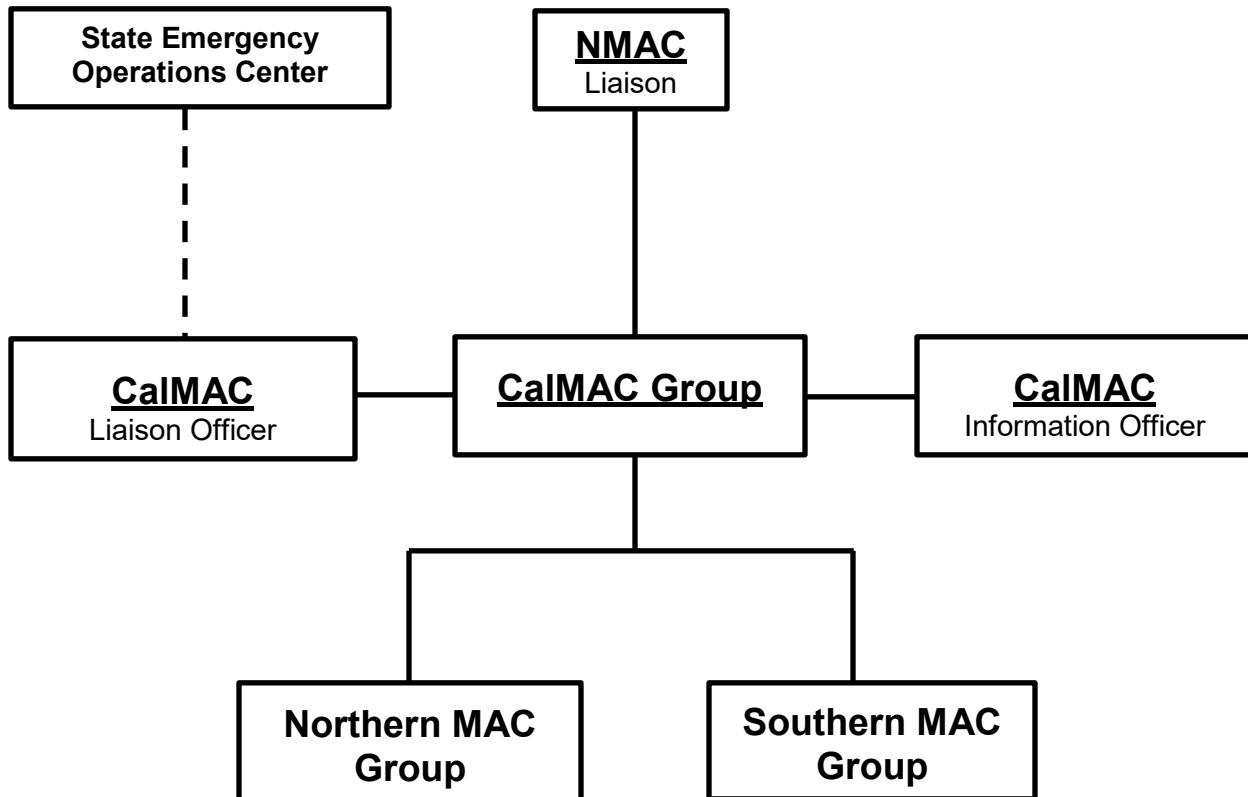 State Emergency
Operations Center
NMAC
Liaison
CalMAC
Liaison Officer
CalMAC Group
CalMAC
Information Officer
Northern MAC
Group
Southern MAC
Group